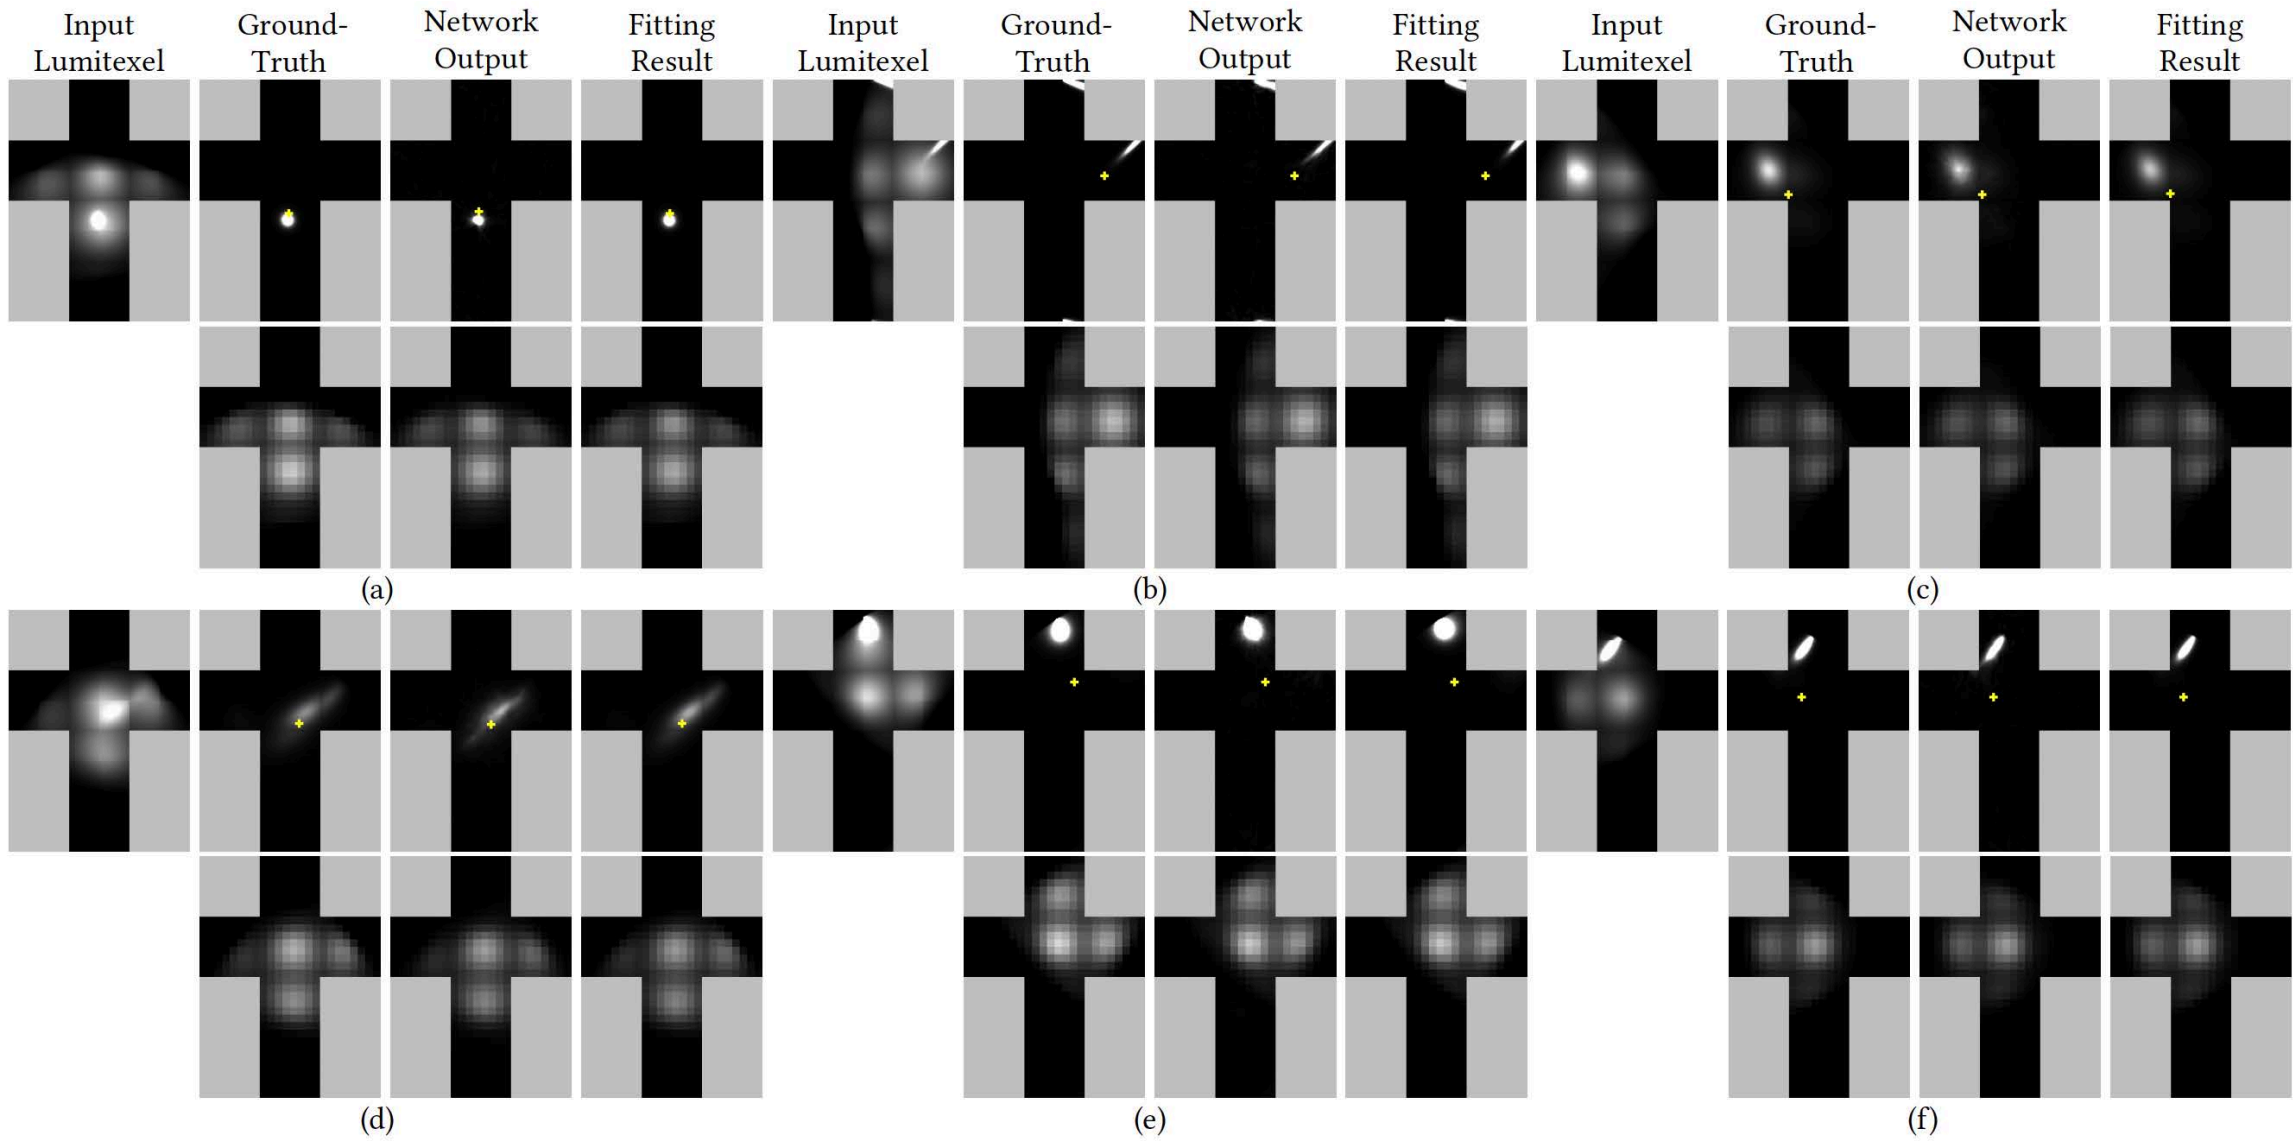 Input Ground- Network Fitting Input Ground- Network Fitting Input Ground- Network Fitting
Lumitexel Truth Output Result Lumitexel Truth Output Result Lumitexel Truth Output Result
(a) (b) (c)
(d) (e) (f)